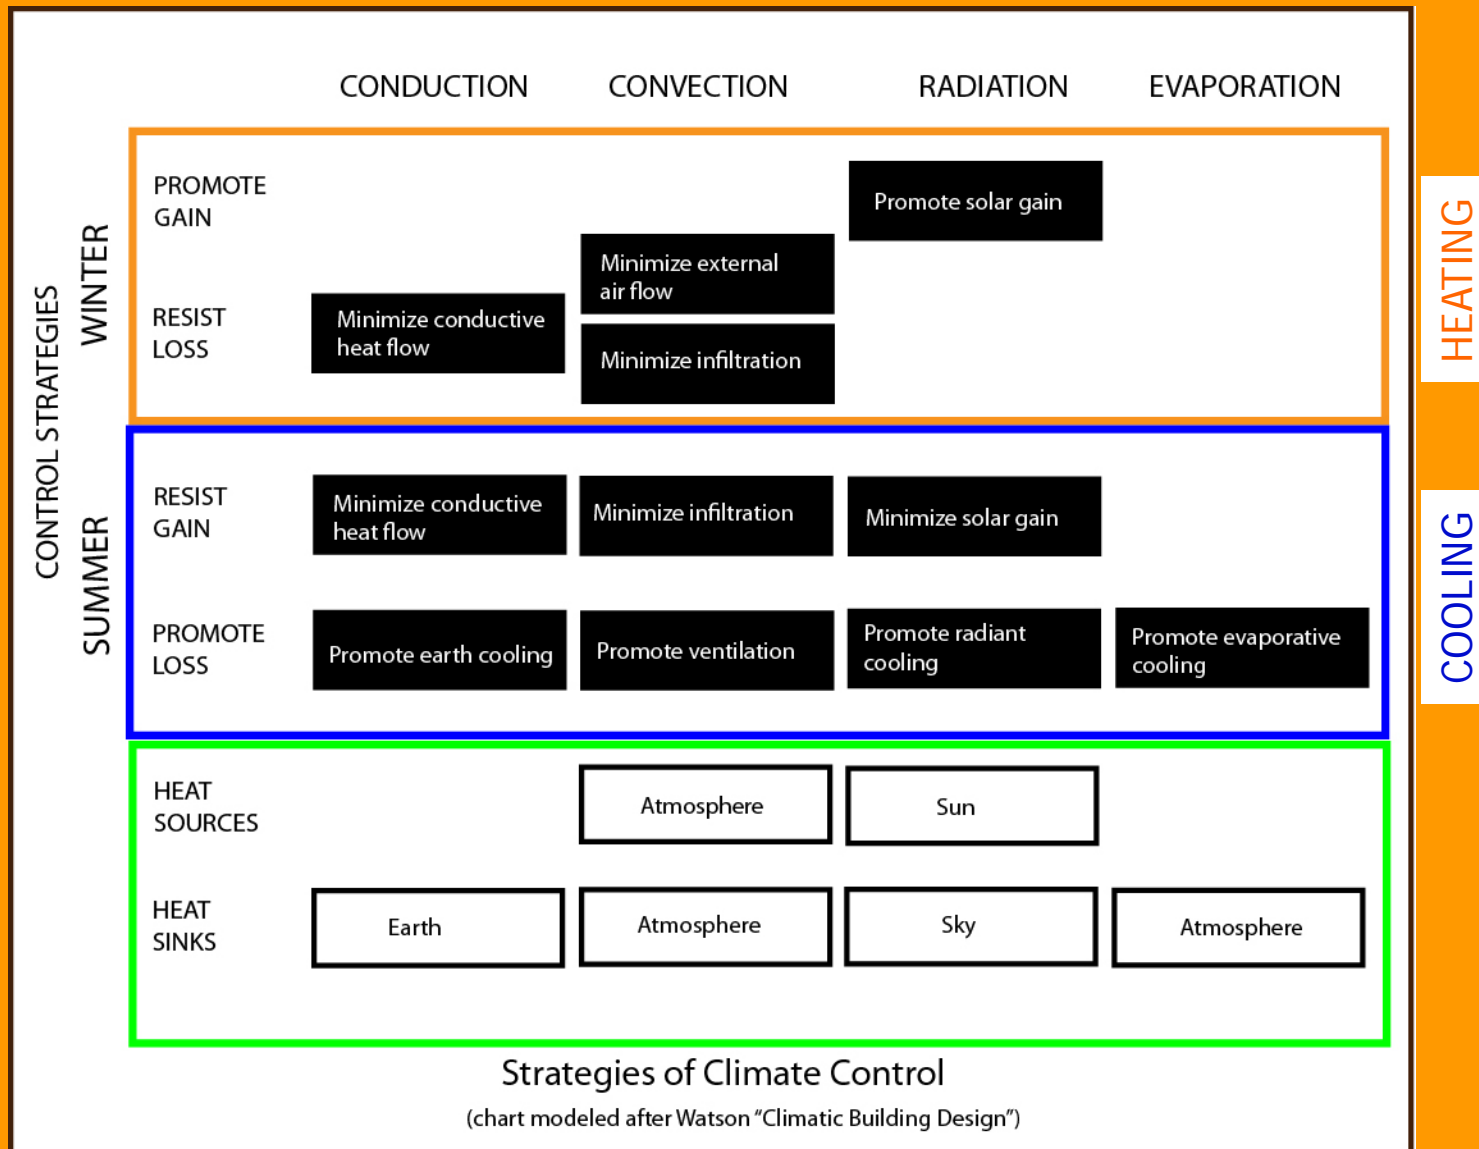 CONDUCTION
CONVECTION
RADIATION
EVAPORATION
CONTROL STRATEGIES
WINTER
PROMOTE
GAIN
Promote solar gain
RESIST
LOSS
Minimize conductive
heat flow
Minimize external
air flow
Minimize infiltration
HEATING
SUMMER
RESIST
GAIN
Minimize conductive
heat flow
Minimize infiltration
Minimize solar gain
PROMOTE
LOSS
Promote earth cooling
Promote ventilation
Promote radiant
cooling
Promote evaporative
cooling
COOLING
HEAT
SOURCES
Atmosphere
Sun
HEAT
SINKS
Earth
Atmosphere
Sky
Atmosphere
Strategies of Climate Control
(chart modeled after Watson “Climatic Building Design”)